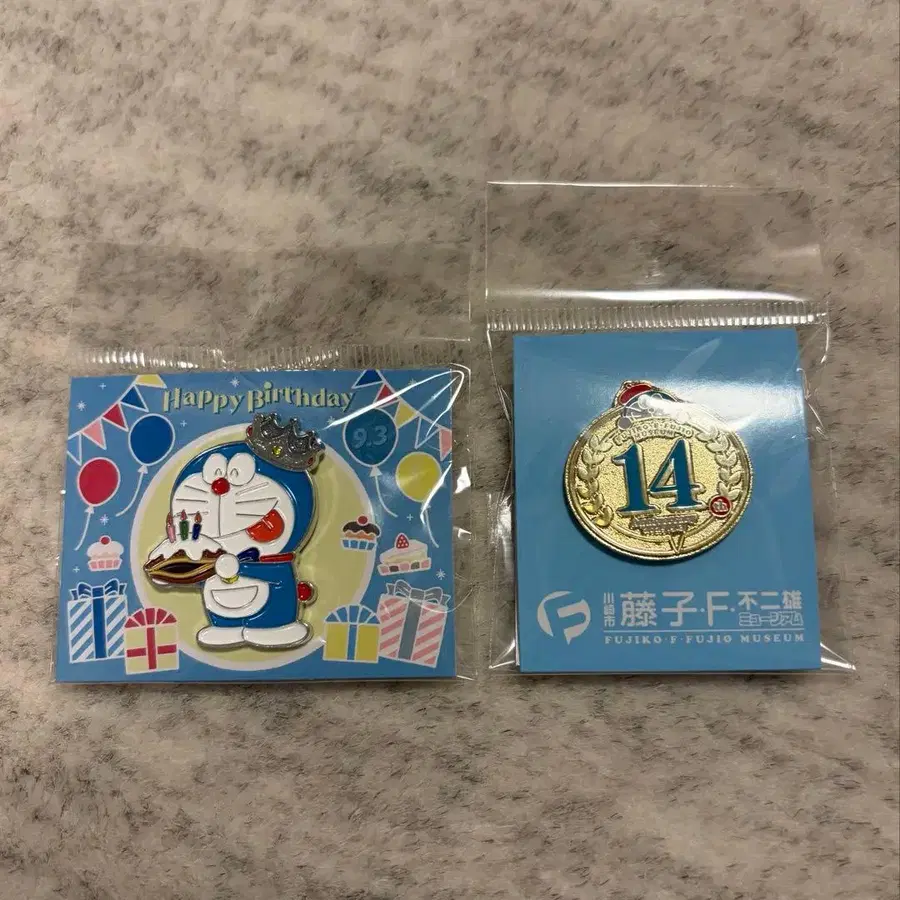 Happy Birthday
9.3
14
川崎市
藤子・F・不二雄
ミュージアム
FUJIKO・F・FUJIO MUSEUM